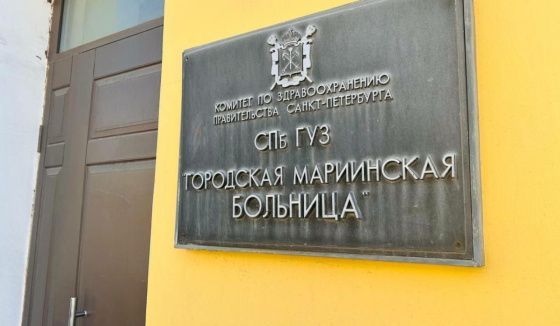 КОМИТЕТ ПО ЗДРАВООХРАНЕНИЮ
ПРАВИТЕЛЬСТВА САНКТ-ПЕТЕРБУРГА
СПб ГУЗ
"ГОРОДСКАЯ МАРИИНСКАЯ
БОЛЬНИЦА"